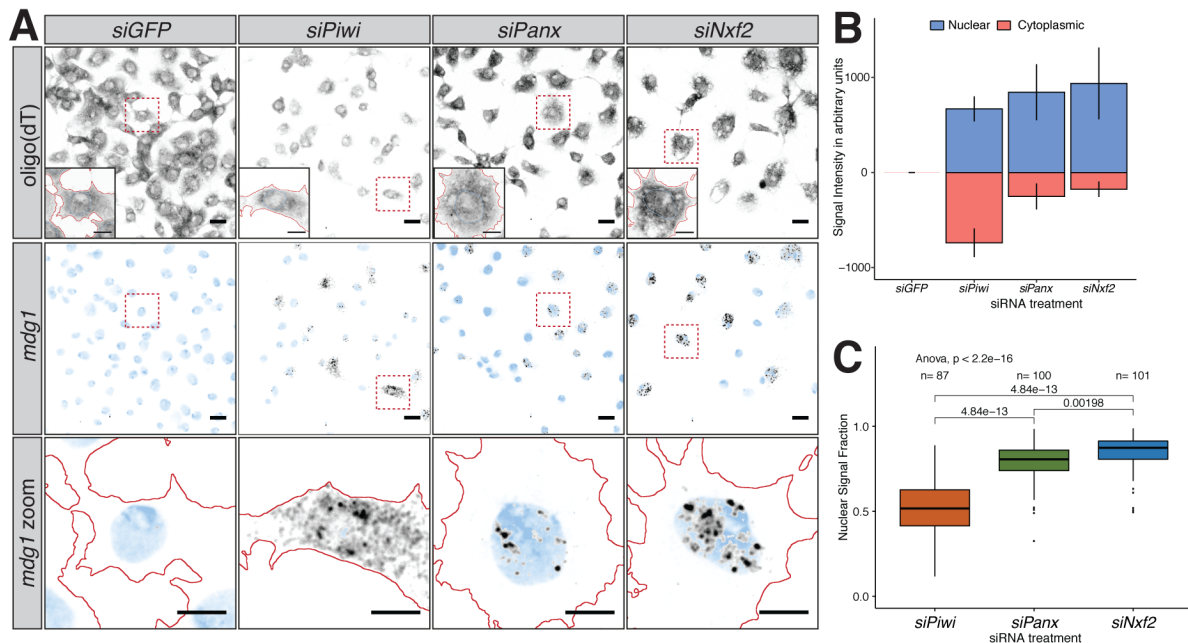 A
siGFP
siPiwi
siPanx
siNxf2
oligo(dT)
mdg1
mdg1 zoom
B
Nuclear
Cytoplasmic
Signal Intensity in arbitrary units
1000
0
−1000
siGFP
siPiwi
siPanx
siNxf2
siRNA treatment
C
Anova, p < 2.2e−16
n= 87
n= 100
n= 101
4.84e−13
4.84e−13
0.00198
Nuclear Signal Fraction
1.0
0.5
0.0
siPiwi
siPanx
siNxf2
siRNA treatment